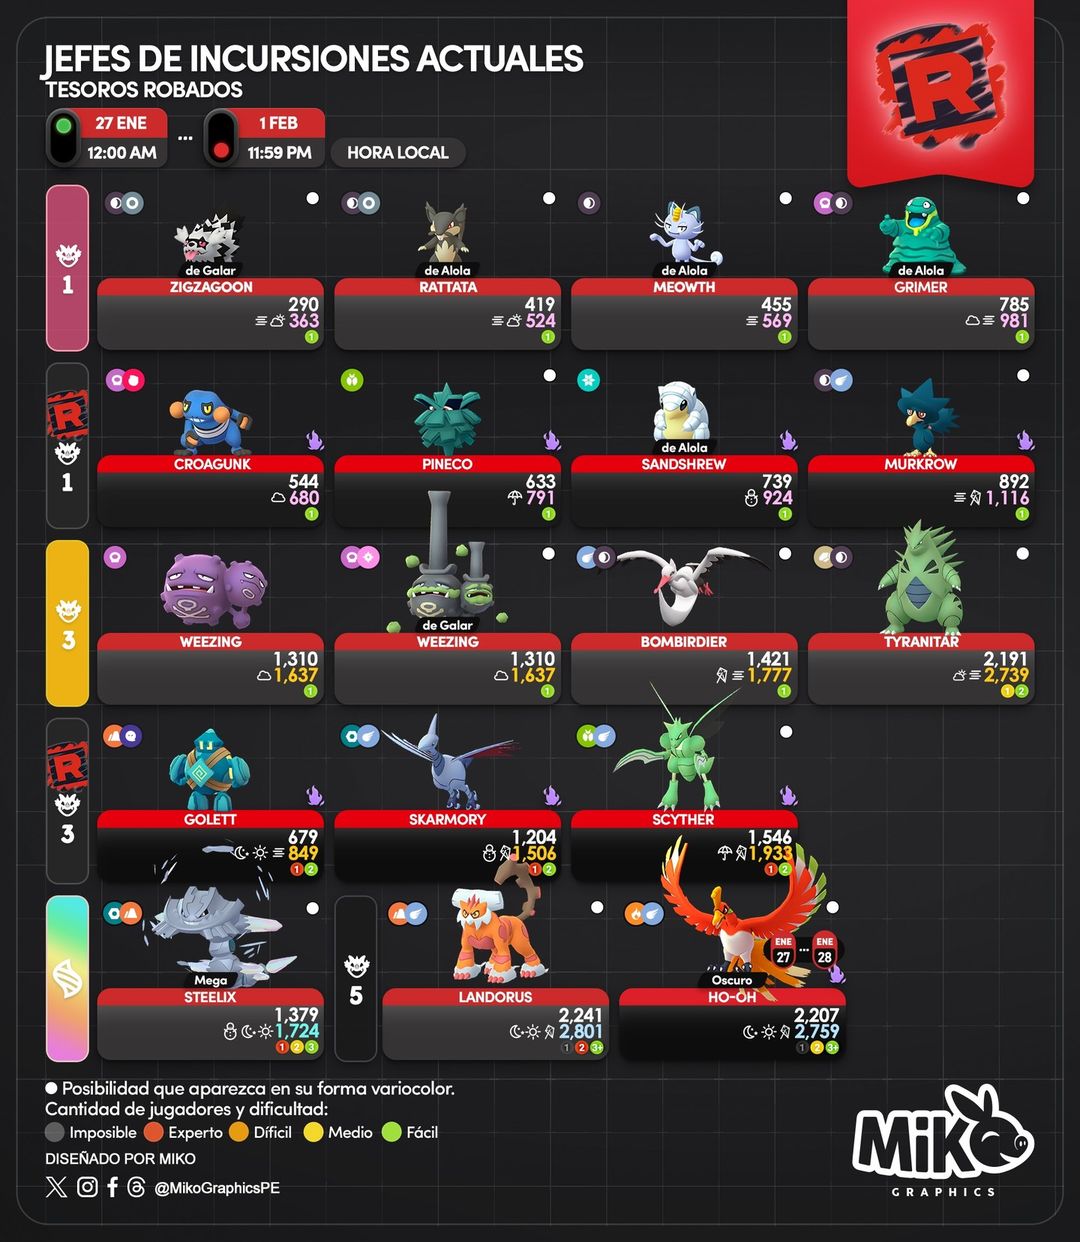 JEFES DE INCURSIONES ACTUALES
TESOROS ROBADOS
27 ENE ... 1 FEB
12:00 AM 11:59 PM HORA LOCAL
R
1
de Galar
ZIGZAGOON
290
363
1
de Alola
RATTATA
419
524
1
de Alola
MEOWTH
455
569
1
de Alola
GRIMER
785
981
1
R
1
CROAGUNK
544
680
1
PINECO
633
791
1
de Alola
SANDSHREW
739
924
1
MURKROW
892
1,116
1
3
WEEZING
1,310
1,637
1
de Galar
WEEZING
1,310
1,637
1
BOMBIRDIER
1,421
1,777
1
TYRANITAR
2,191
2,739
1 2
R
3
GOLETT
679
849
1 2
SKARMORY
1,204
1,506
1 2
SCYTHER
1,546
1,933
1 2
Mega
STEELIX
1,379
1,724
1 2 3
5
LANDORUS
2,241
2,801
1 2 3+
ENE 27 ... ENE 28
Oscuro
HO-OH
2,207
2,759
1 2 3+
Posibilidad que aparezca en su forma variocolor.
Cantidad de jugadores y dificultad:
Imposible Experto Díficil Medio Fácil
DISEÑADO POR MIKO
@MikoGraphicsPE
MiKO
GRAPHICS